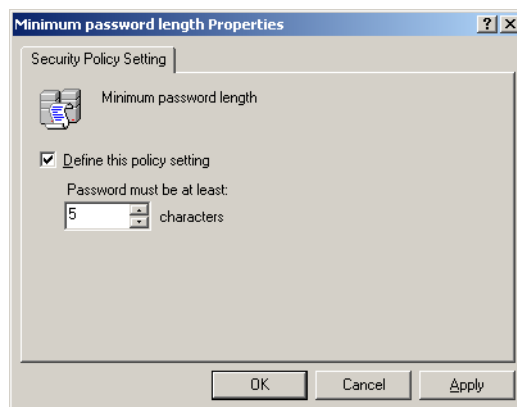 Minimum password length Properties
Security Policy Setting
Minimum password length
Define this policy setting
Password must be at least:
5 characters
OK Cancel Apply